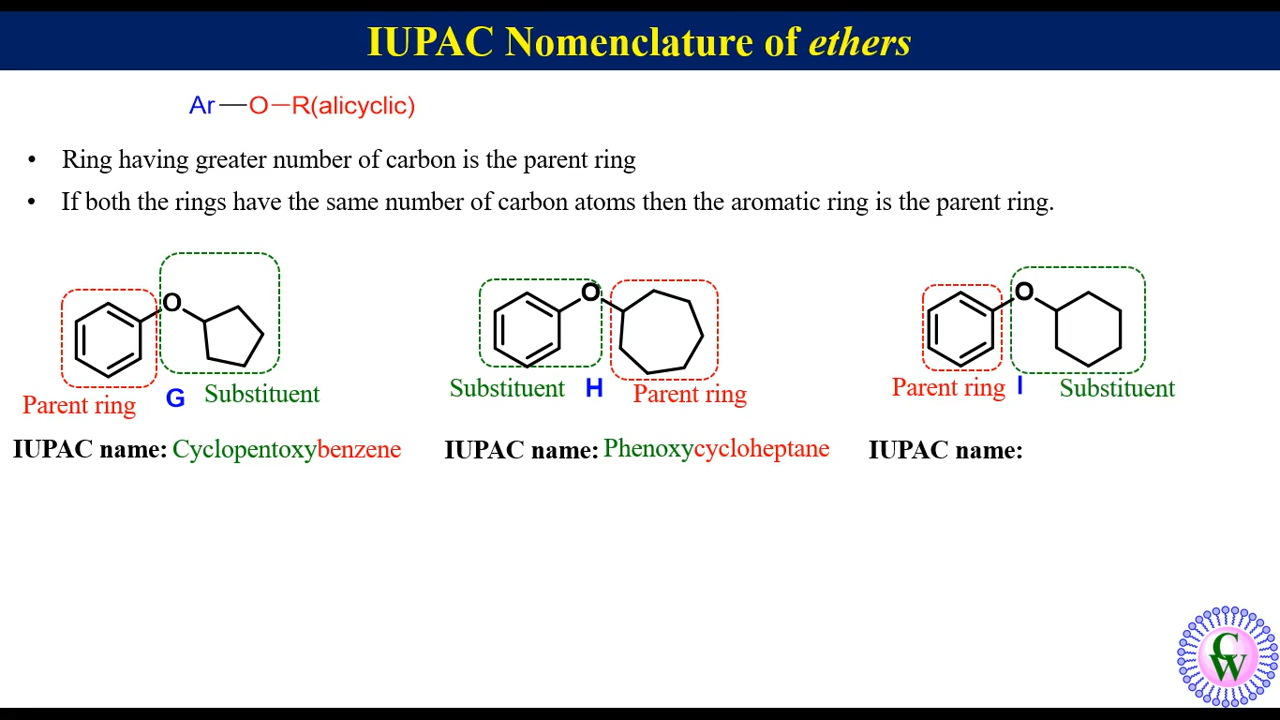 IUPAC Nomenclature of ethers
Ar—O—R(alicyclic)
• Ring having greater number of carbon is the parent ring
• If both the rings have the same number of carbon atoms then the aromatic ring is the parent ring.
O O O
Parent ring G Substituent Substituent H Parent ring Parent ring I Substituent
IUPAC name: Cyclopentoxybenzene IUPAC name: Phenoxycycloheptane IUPAC name:
C
W